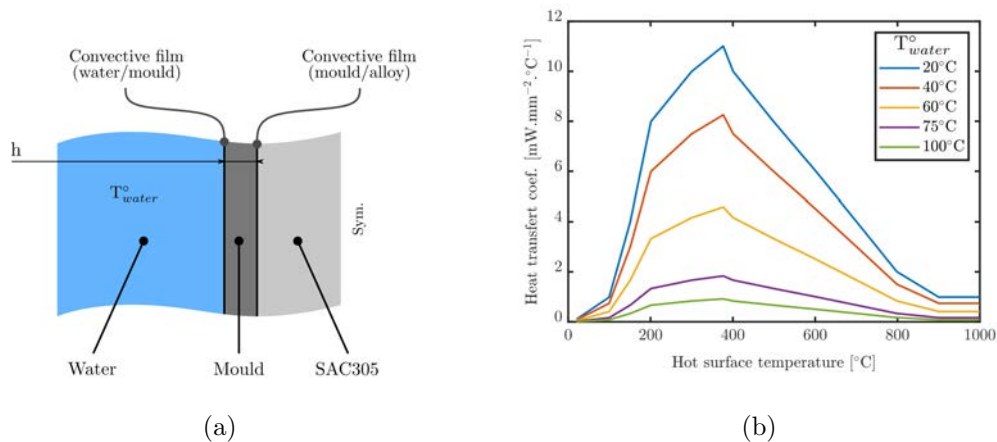 Convective film
(water/mould)
Convective film
(mould/alloy)
h
T°water
Sym.
Water
Mould
SAC305
(a)
12
10
8
6
4
2
0
0
200
400
600
800
1000
Heat transfert coef. [mW.mm⁻².°C⁻¹]
Hot surface temperature [°C]
T°water
20°C
40°C
60°C
75°C
100°C
(b)